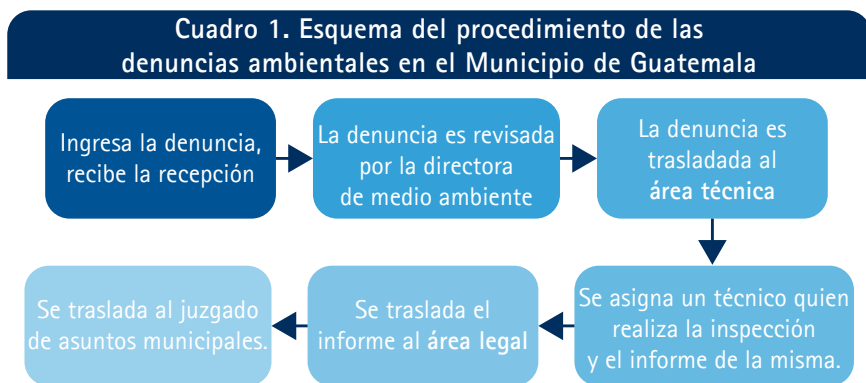 Cuadro 1. Esquema del procedimiento de las
denuncias ambientales en el Municipio de Guatemala
Ingresa la denuncia,
recibe la recepción
La denuncia es revisada
por la directora
de medio ambiente
La denuncia es
trasladada al
área técnica
Se asigna un técnico quien
realiza la inspección
y el informe de la misma.
Se traslada el
informe al área legal
Se traslada al juzgado
de asuntos municipales.